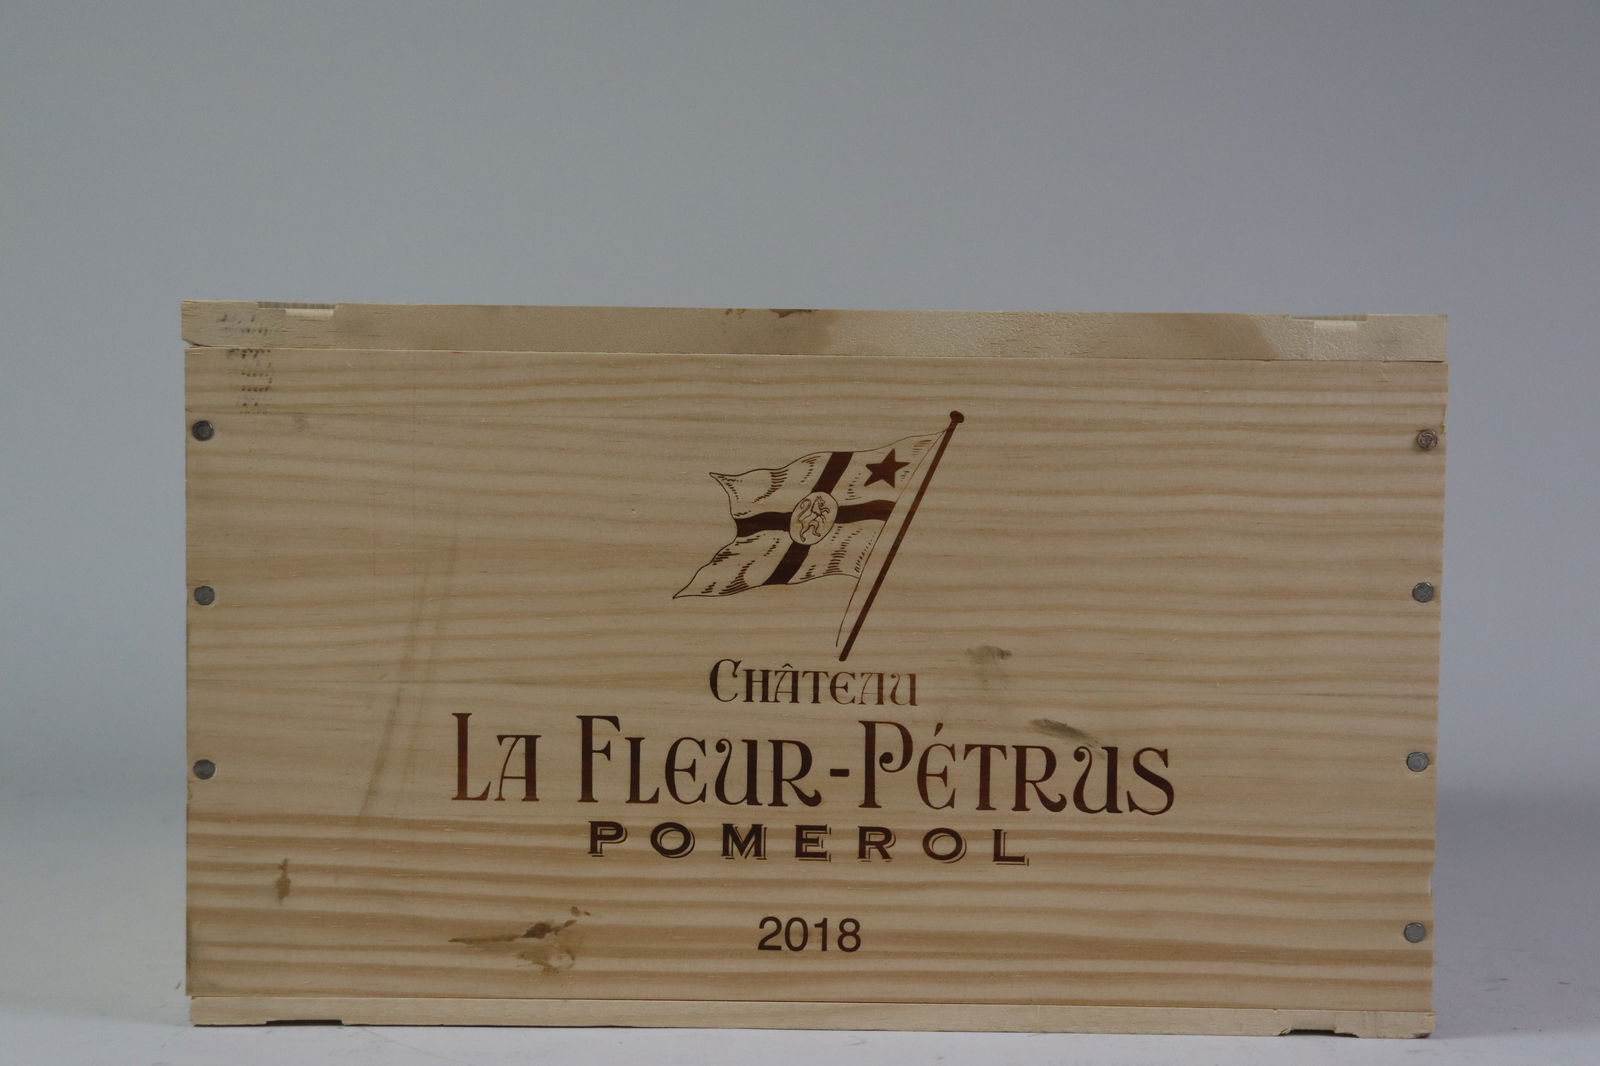 CHÂTEAU
LA FLEUR-PÉTRUS
POMEROL
2018